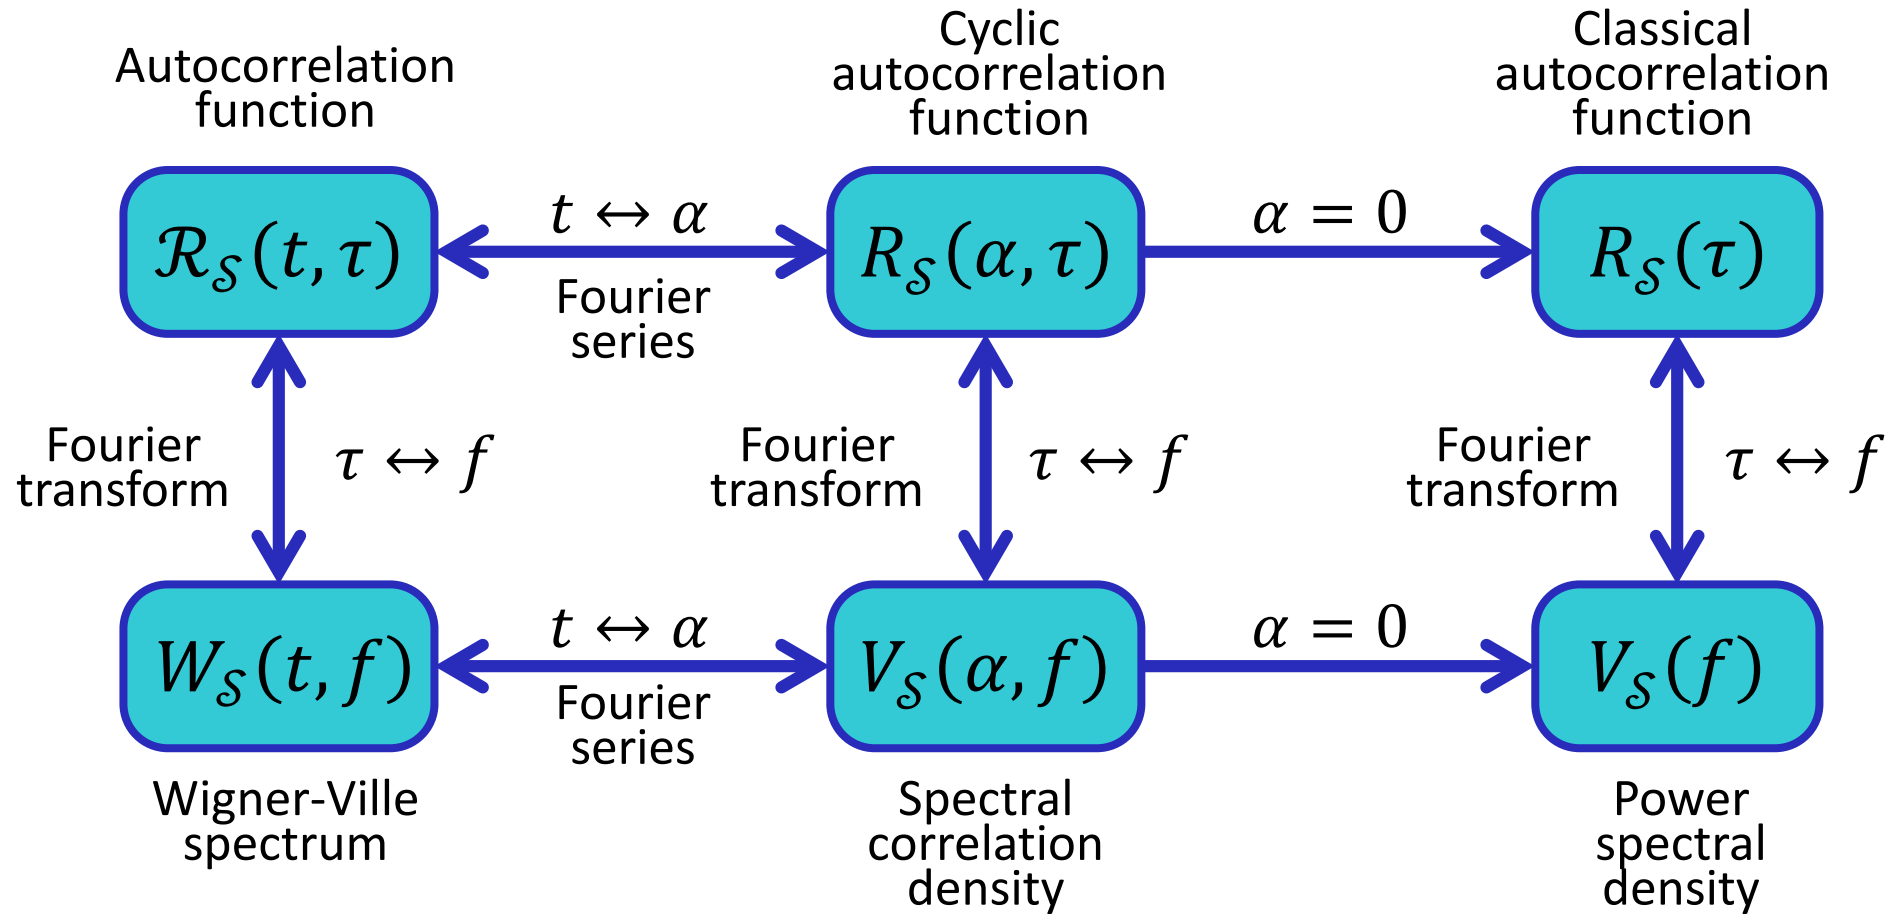 Autocorrelation
function
Cyclic
autocorrelation
function
Classical
autocorrelation
function
ℛ𝒮(t, τ)
t ↔ α
Fourier
series
R𝒮(α, τ)
α = 0
R𝒮(τ)
Fourier
transform
τ ↔ f
Fourier
transform
τ ↔ f
Fourier
transform
τ ↔ f
W𝒮(t, f)
t ↔ α
Fourier
series
V𝒮(α, f)
α = 0
V𝒮(f)
Wigner-Ville
spectrum
Spectral
correlation
density
Power
spectral
density